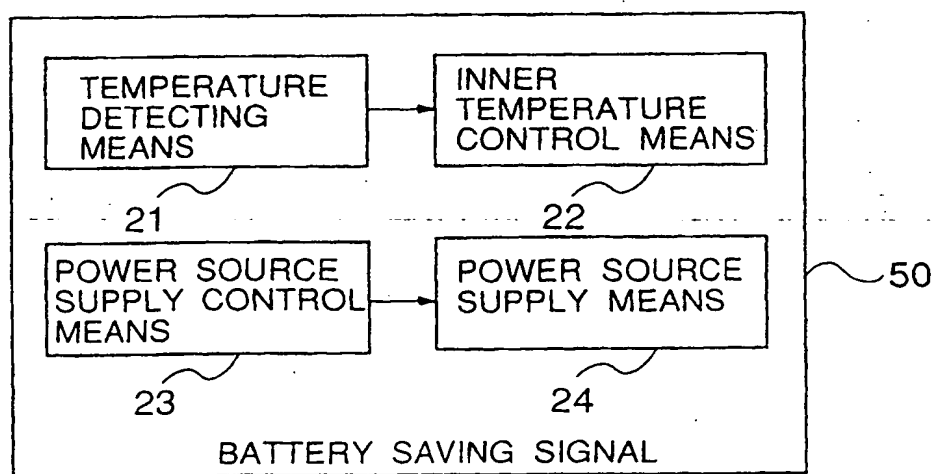 TEMPERATURE
DETECTING
MEANS
INNER
TEMPERATURE
CONTROL MEANS
21
22
POWER SOURCE
SUPPLY CONTROL
MEANS
POWER SOURCE
SUPPLY MEANS
50
23
24
BATTERY SAVING SIGNAL